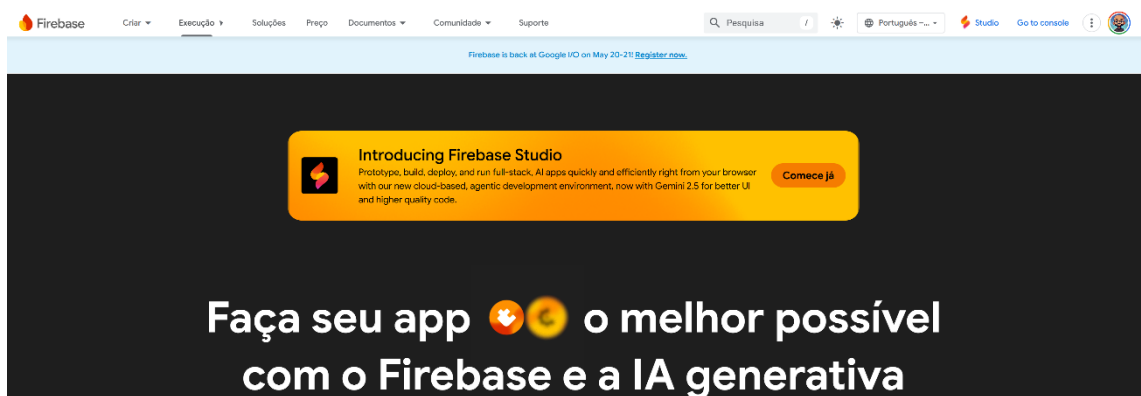 Firebase Criar Execução Soluções Preço Documentos Comunidade Suporte Pesquisa / Português –... Studio Go to console
Firebase is back at Google I/O on May 20-21! Register now.
Introducing Firebase Studio
Prototype, build, deploy, and run full-stack, AI apps quickly and efficiently right from your browser
with our new cloud-based, agentic development environment, now with Gemini 2.5 for better UI
and higher quality code.
Comece já
Faça seu app o melhor possível
com o Firebase e a IA generativa